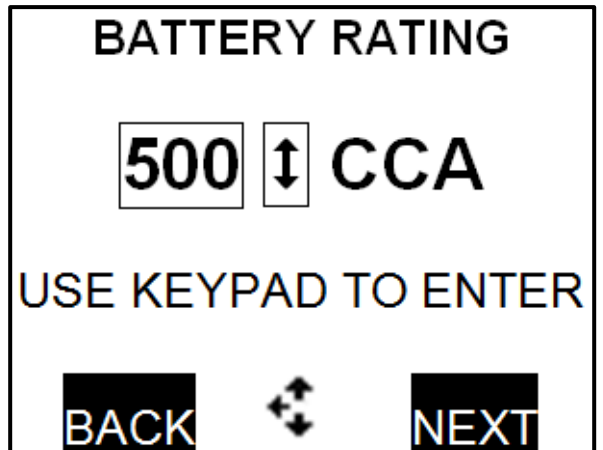 BATTERY RATING
500 ↕ CCA
USE KEYPAD TO ENTER
BACK NEXT